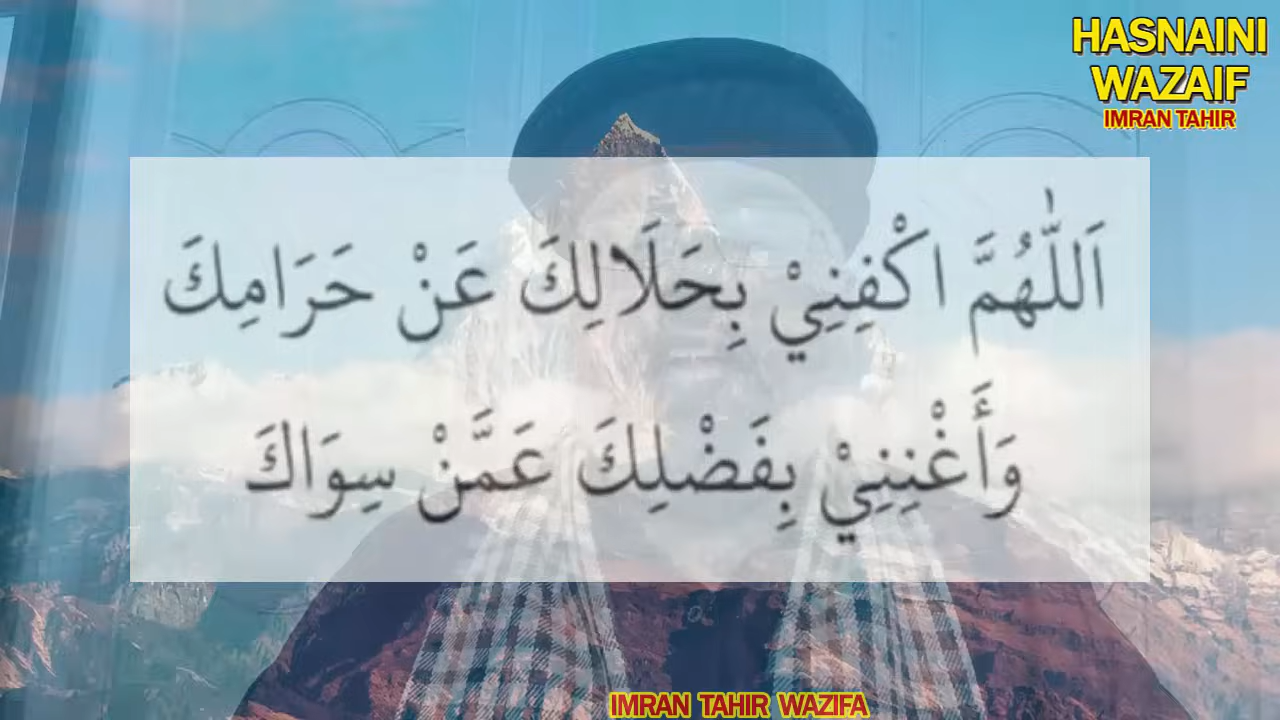 HASNAINI
WAZAIF
IMRAN TAHIR
اَللّٰهُمَّ اكْفِنِيْ بِحَلَالِكَ عَنْ حَرَامِكَ
وَأَغْنِنِيْ بِفَضْلِكَ عَمَّنْ سِوَاكَ
IMRAN TAHIR WAZIFA